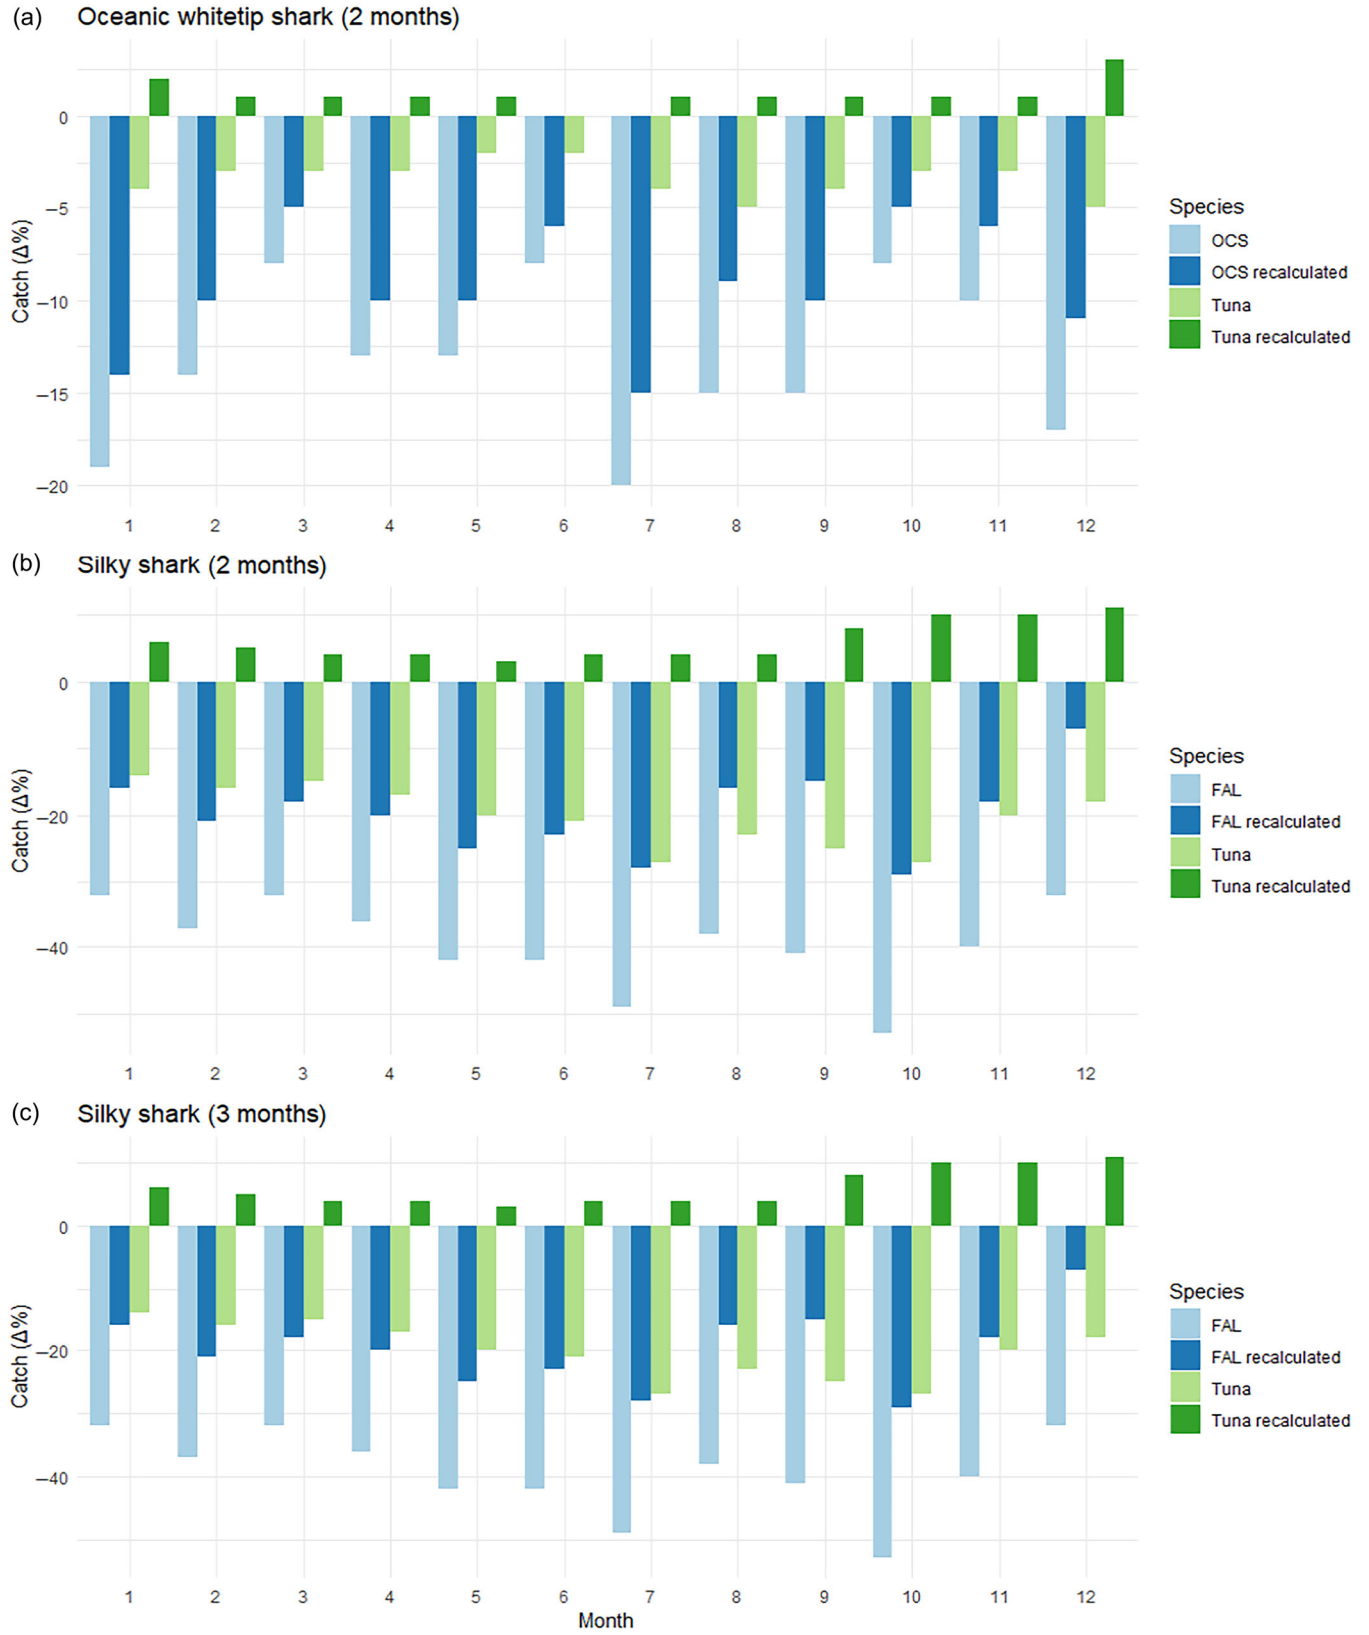 (a) Oceanic whitetip shark (2 months)
Catch (Δ%)
0
–5
–10
–15
–20
1 2 3 4 5 6 7 8 9 10 11 12
Species
OCS
OCS recalculated
Tuna
Tuna recalculated
(b) Silky shark (2 months)
Catch (Δ%)
0
–20
–40
1 2 3 4 5 6 7 8 9 10 11 12
Species
FAL
FAL recalculated
Tuna
Tuna recalculated
(c) Silky shark (3 months)
Catch (Δ%)
0
–20
–40
1 2 3 4 5 6 7 8 9 10 11 12
Month
Species
FAL
FAL recalculated
Tuna
Tuna recalculated